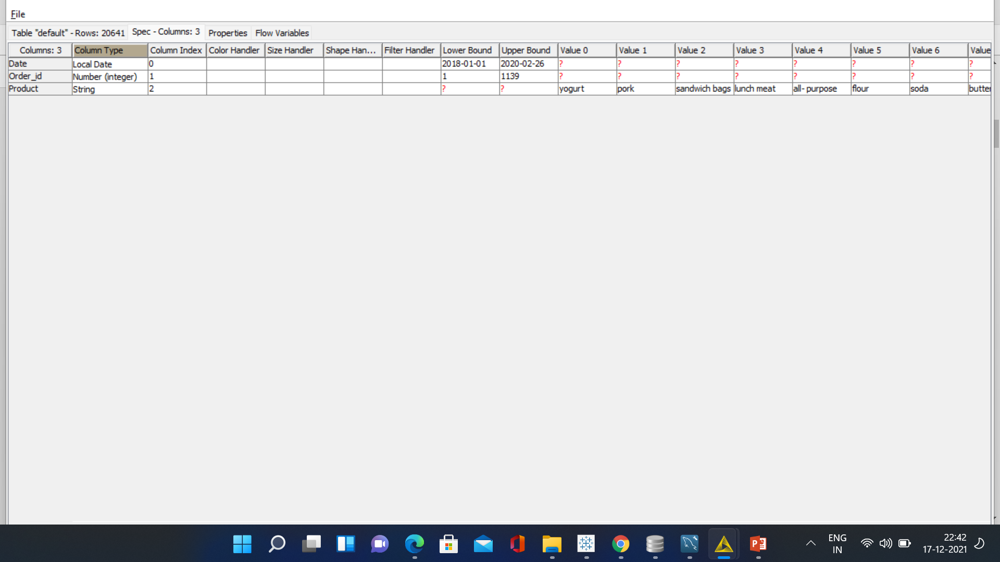 File
Table "default" - Rows: 20641 Spec - Columns: 3 Properties Flow Variables
Columns: 3 Column Type Column Index Color Handler Size Handler Shape Han... Filter Handler Lower Bound Upper Bound Value 0 Value 1 Value 2 Value 3 Value 4 Value 5 Value 6 Value
Date Local Date 0 2018-01-01 2020-02-26 ? ? ? ? ? ? ? ?
Order_id Number (integer) 1 1 1139 ? ? ? ? ? ? ? ?
Product String 2 ? ? yogurt pork sandwich bags lunch meat all- purpose flour soda butter
ENG 22:42
IN 17-12-2021